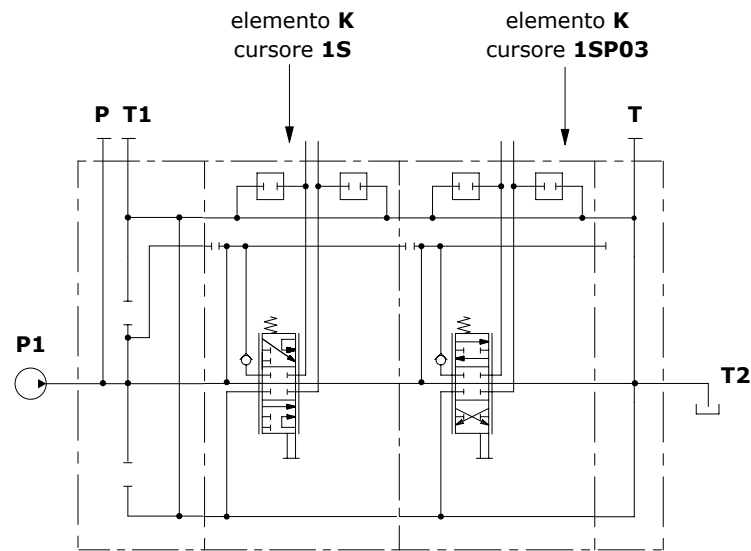 elemento K
cursore 1S
elemento K
cursore 1SP03
P
T1
T
P1
T2